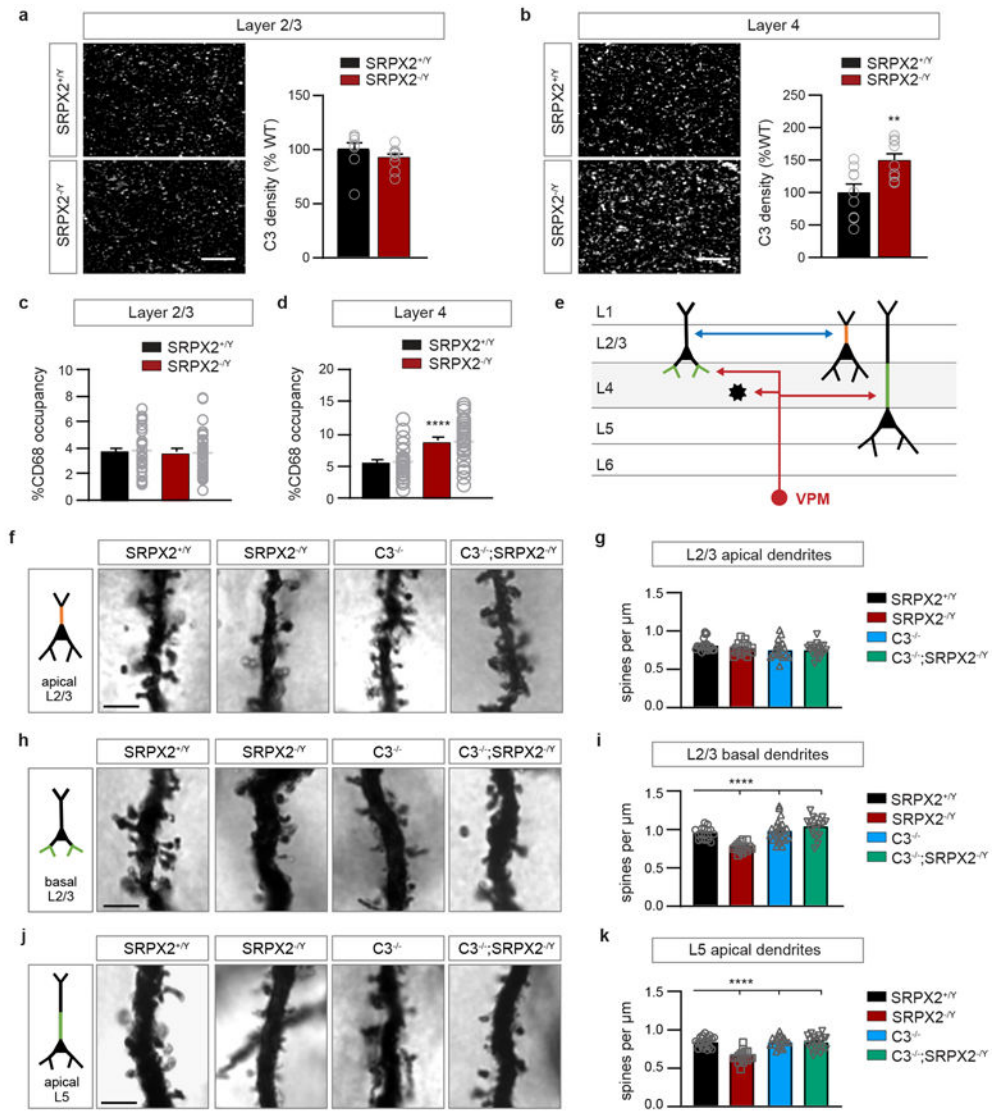 a
Layer 2/3
SRPX2+/Y
SRPX2-/Y
SRPX2+/Y
SRPX2-/Y
C3 density (% WT)
150
100
50
0
b
Layer 4
SRPX2+/Y
SRPX2-/Y
SRPX2+/Y
SRPX2-/Y
C3 density (%WT)
250
200
150
100
50
0
**
c
Layer 2/3
SRPX2+/Y
SRPX2-/Y
%CD68 occupancy
10
8
6
4
2
0
d
Layer 4
SRPX2+/Y
SRPX2-/Y
%CD68 occupancy
20
15
10
5
0
****
e
L1
L2/3
L4
L5
L6
VPM
f
SRPX2+/Y
SRPX2-/Y
C3-/-
C3-/-;SRPX2-/Y
apical
L2/3
g
L2/3 apical dendrites
spines per µm
1.5
1.0
0.5
0.0
SRPX2+/Y
SRPX2-/Y
C3-/-
C3-/-;SRPX2-/Y
h
SRPX2+/Y
SRPX2-/Y
C3-/-
C3-/-;SRPX2-/Y
basal
L2/3
i
L2/3 basal dendrites
spines per µm
1.5
1.0
0.5
0.0
****
SRPX2+/Y
SRPX2-/Y
C3-/-
C3-/-;SRPX2-/Y
j
SRPX2+/Y
SRPX2-/Y
C3-/-
C3-/-;SRPX2-/Y
apical
L5
k
L5 apical dendrites
spines per µm
1.5
1.0
0.5
0.0
****
SRPX2+/Y
SRPX2-/Y
C3-/-
C3-/-;SRPX2-/Y